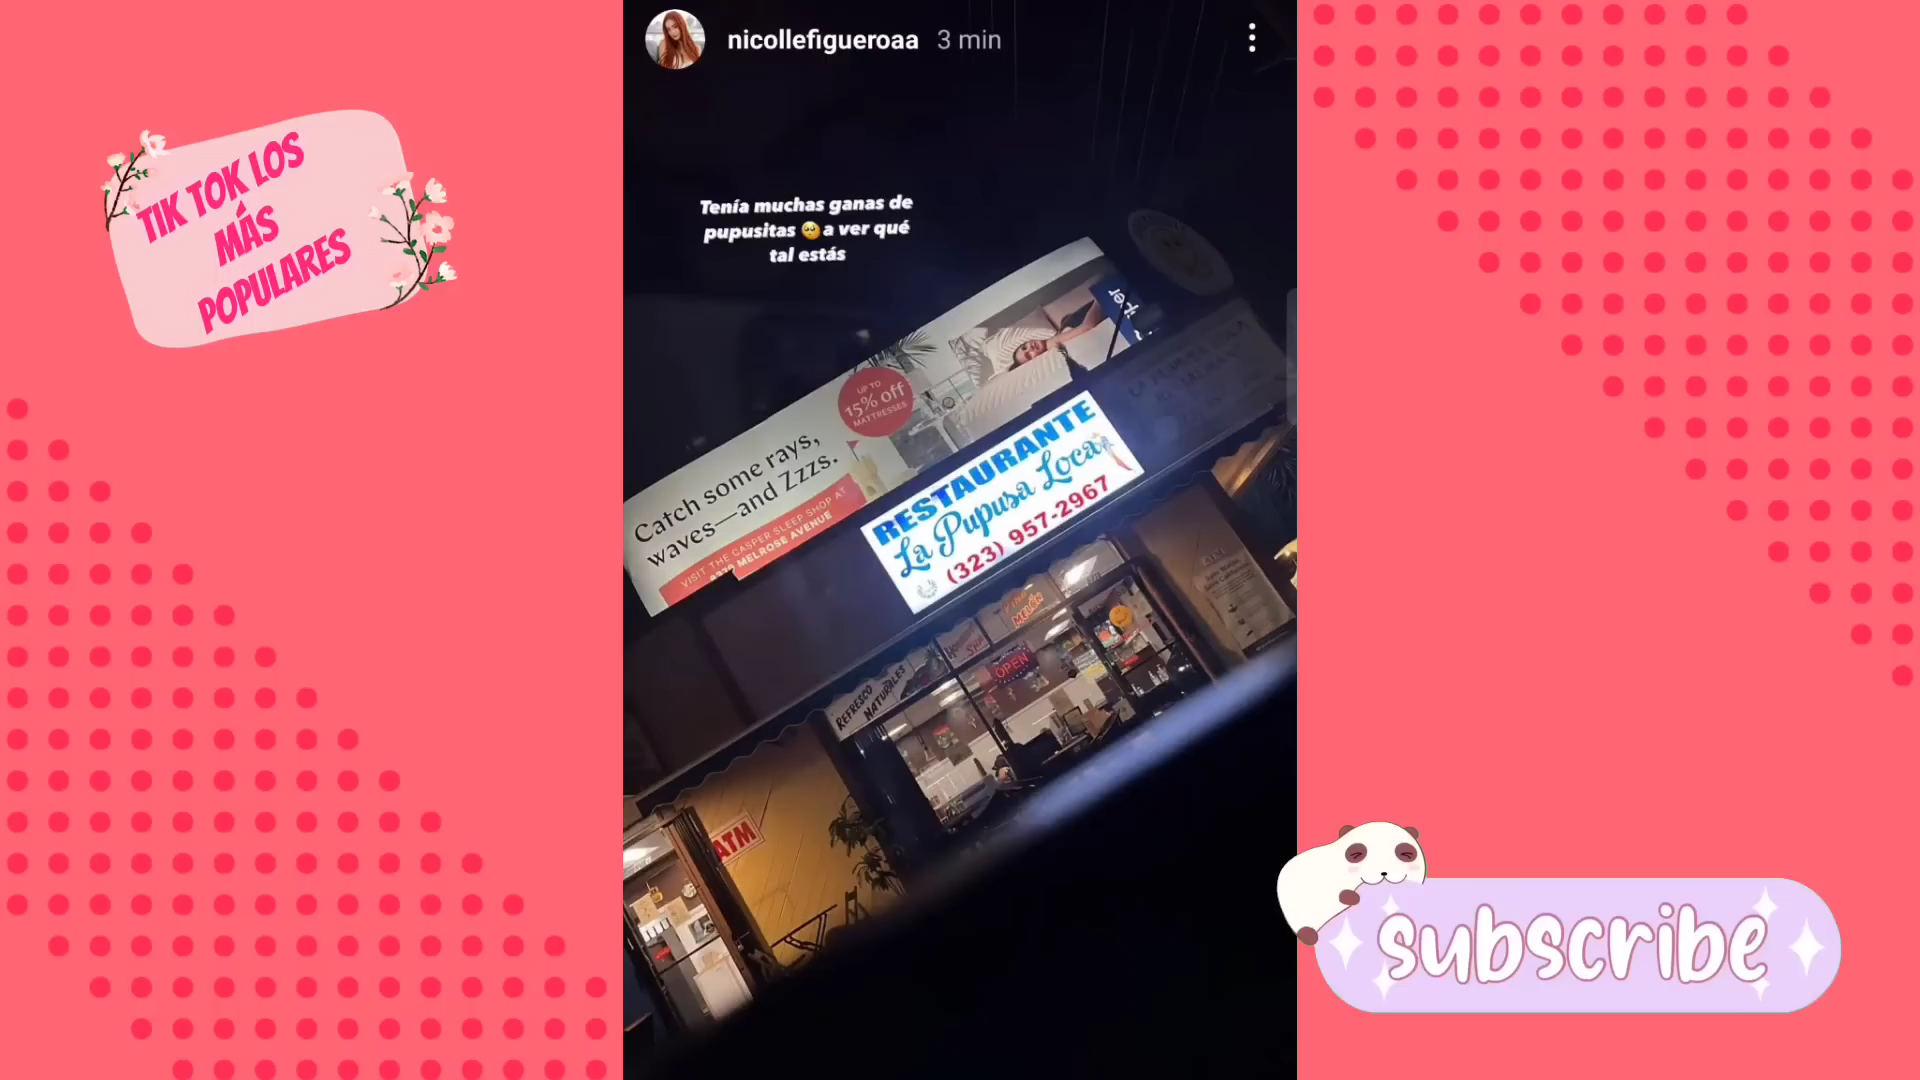 nicollefigueroaa 3 min
TIK TOK LOS
MÁS
POPULARES
Tenía muchas ganas de
pupusitas 🥺a ver qué
tal estás
UP TO
15% off
MATTRESSES
Catch some rays,
waves—and Zzzs.
VISIT THE CASPER SLEEP SHOP AT
MELROSE AVENUE
RESTAURANTE
La Pupusa Loca
(323) 957-2967
REFRESCO
NATURALES
MELÓN
OPEN
ATM
subscribe